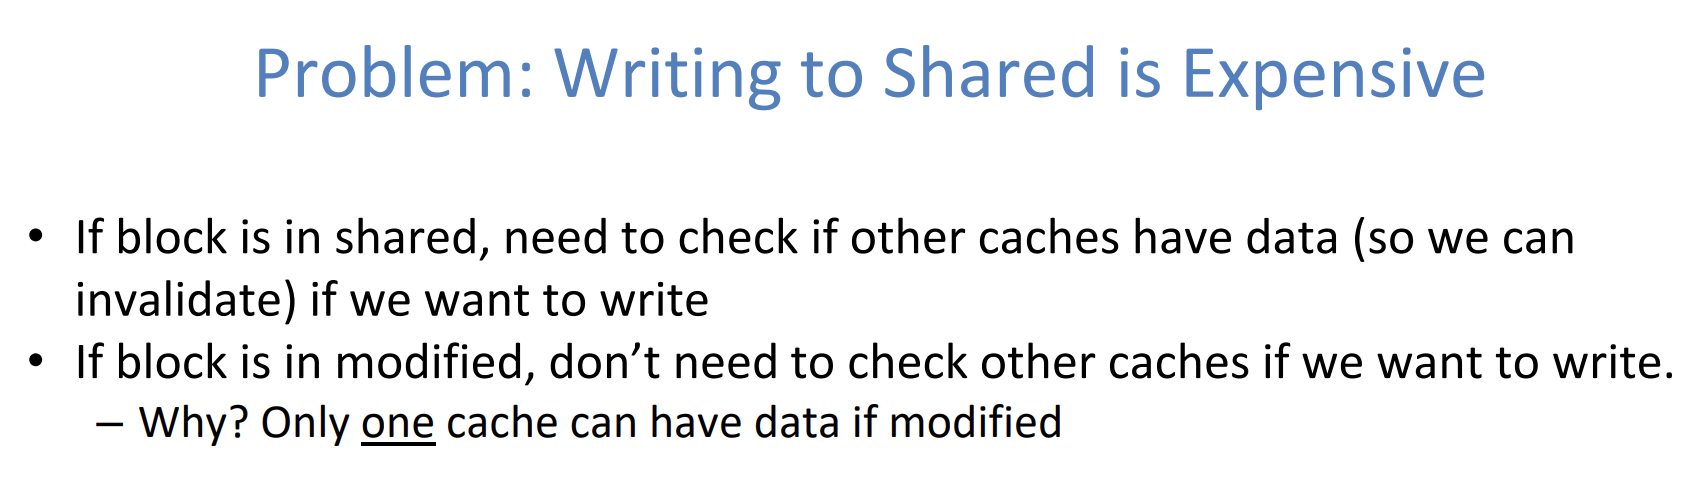 Problem: Writing to Shared is Expensive
• If block is in shared, need to check if other caches have data (so we can
invalidate) if we want to write
• If block is in modified, don’t need to check other caches if we want to write.
– Why? Only one cache can have data if modified